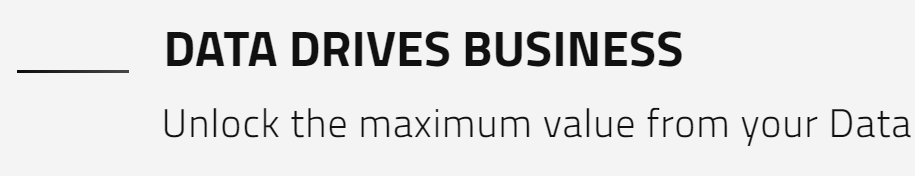 DATA DRIVES BUSINESS
Unlock the maximum value from your Data